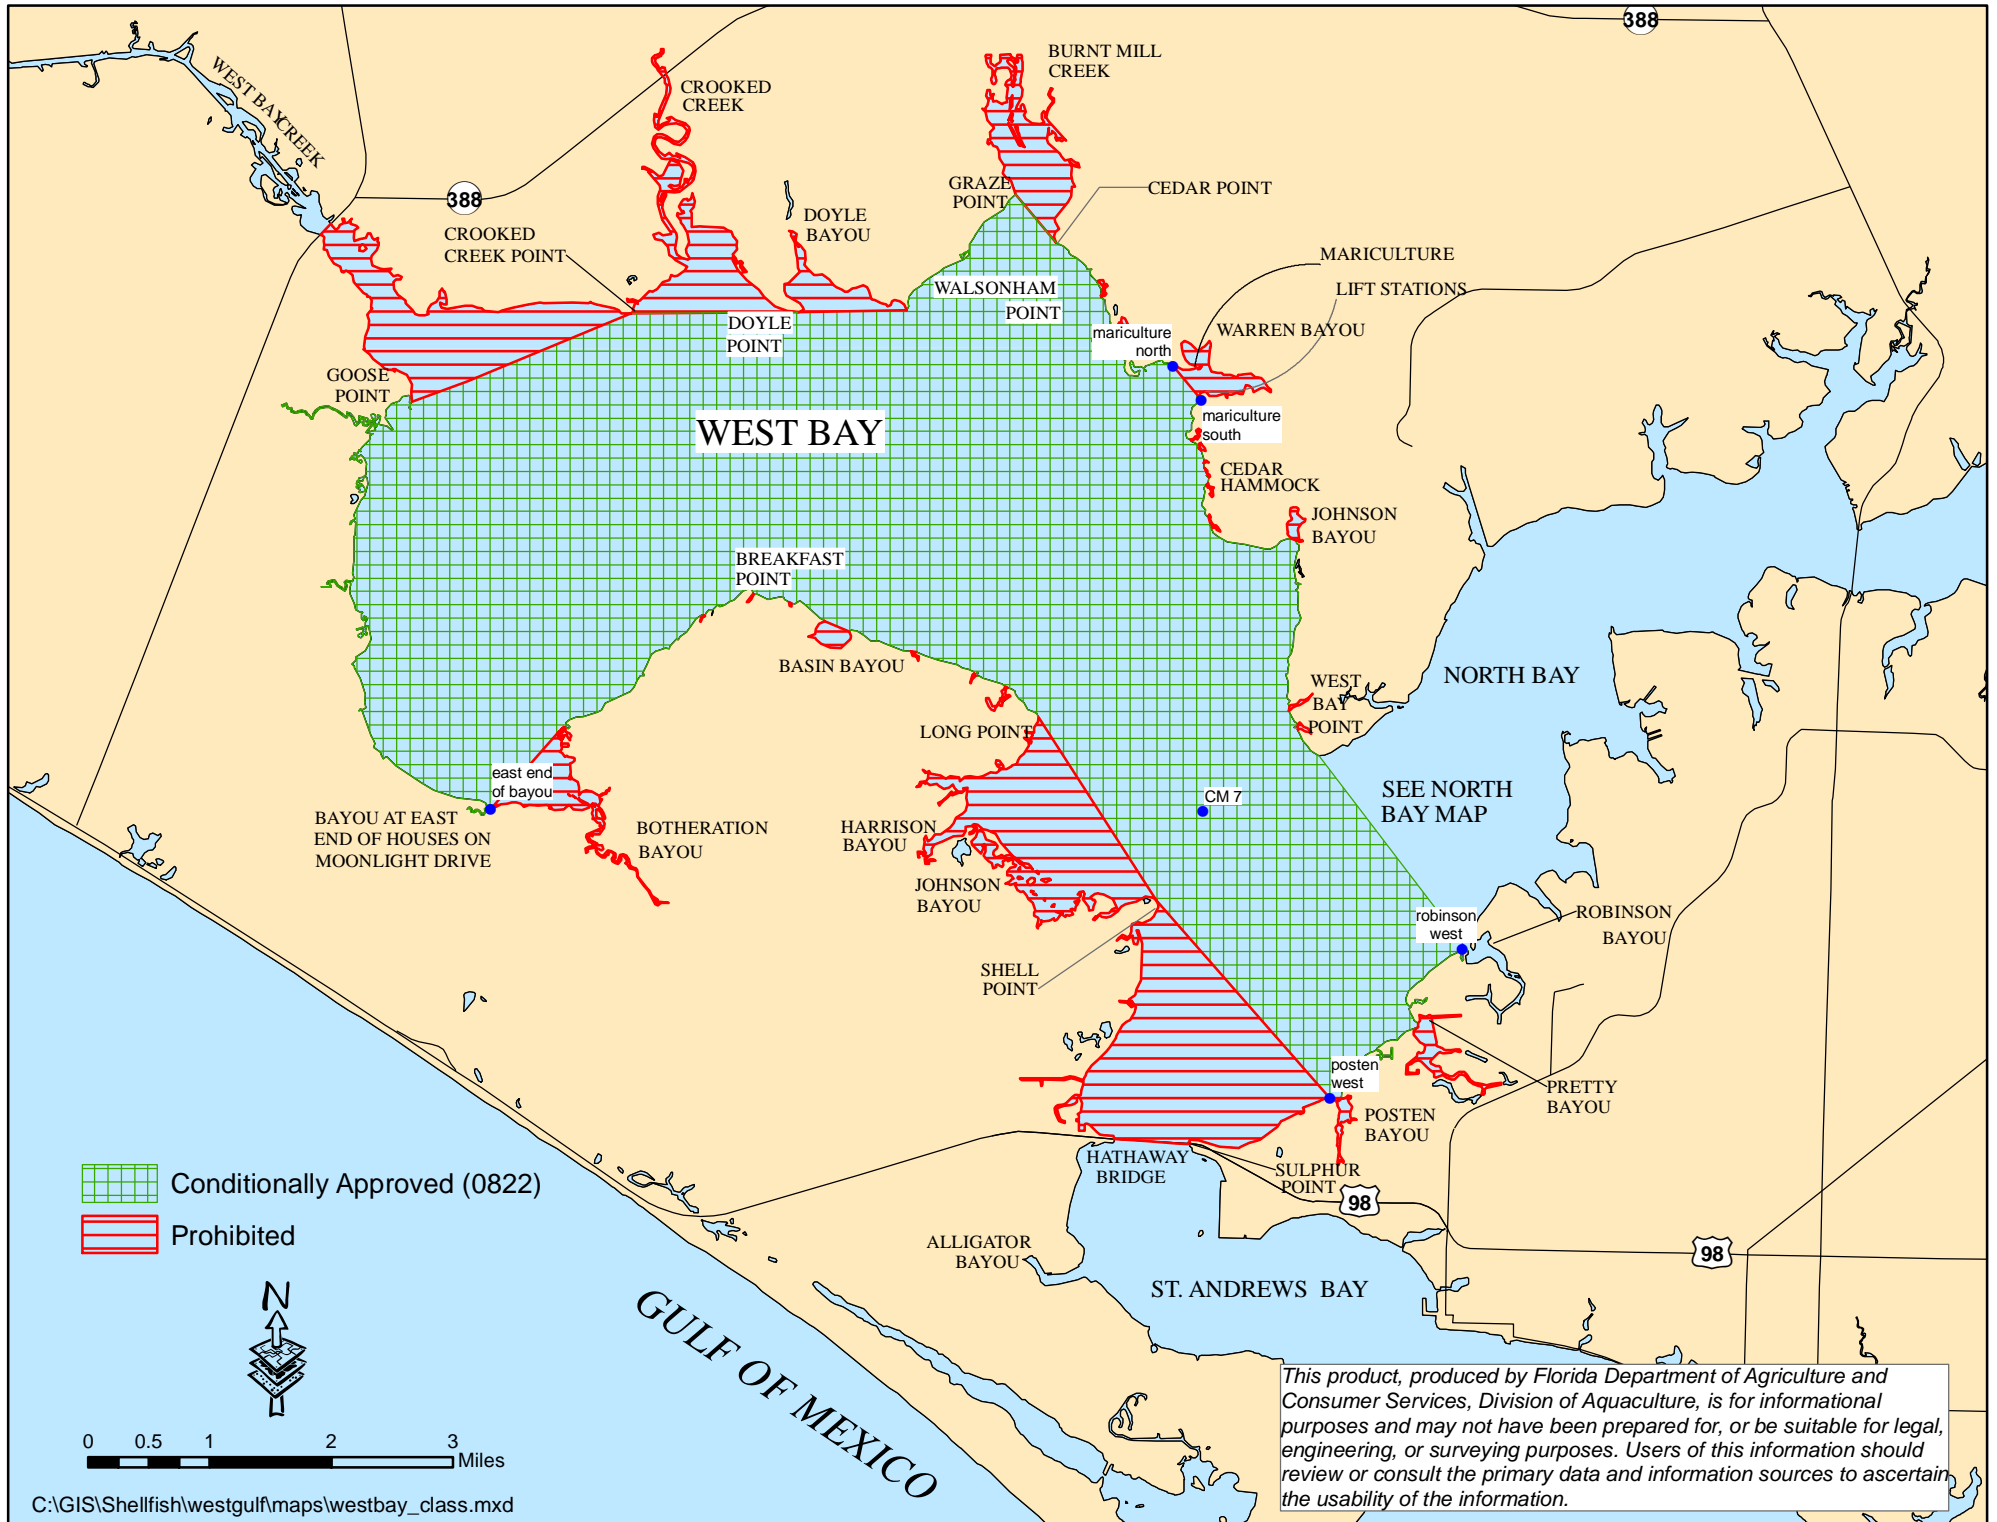 388
WEST BAY CREEK
CROOKED
CREEK
BURNT MILL
CREEK
388
GRAZE
POINT
CEDAR POINT
DOYLE
BAYOU
CROOKED
CREEK POINT
MARICULTURE
LIFT STATIONS
WALSONHAM
POINT
DOYLE
POINT
mariculture
north
WARREN BAYOU
GOOSE
POINT
WEST BAY
mariculture
south
CEDAR
HAMMOCK
JOHNSON
BAYOU
BREAKFAST
POINT
BASIN BAYOU
NORTH BAY
WEST
BAY
POINT
LONG POINT
east end
of bayou
SEE NORTH
BAY MAP
CM 7
BAYOU AT EAST
END OF HOUSES ON
MOONLIGHT DRIVE
BOTHERATION
BAYOU
HARRISON
BAYOU
JOHNSON
BAYOU
robinson
west
ROBINSON
BAYOU
SHELL
POINT
posten
west
PRETTY
BAYOU
POSTEN
BAYOU
HATHAWAY
BRIDGE
SULPHUR
POINT
98
98
Conditionally Approved (0822)
Prohibited
ALLIGATOR
BAYOU
ST. ANDREWS BAY
GULF OF MEXICO
N
0 0.5 1 2 3
Miles
C:\GIS\Shellfish\westgulf\maps\westbay_class.mxd
This product, produced by Florida Department of Agriculture and
Consumer Services, Division of Aquaculture, is for informational
purposes and may not have been prepared for, or be suitable for legal,
engineering, or surveying purposes. Users of this information should
review or consult the primary data and information sources to ascertain
the usability of the information.